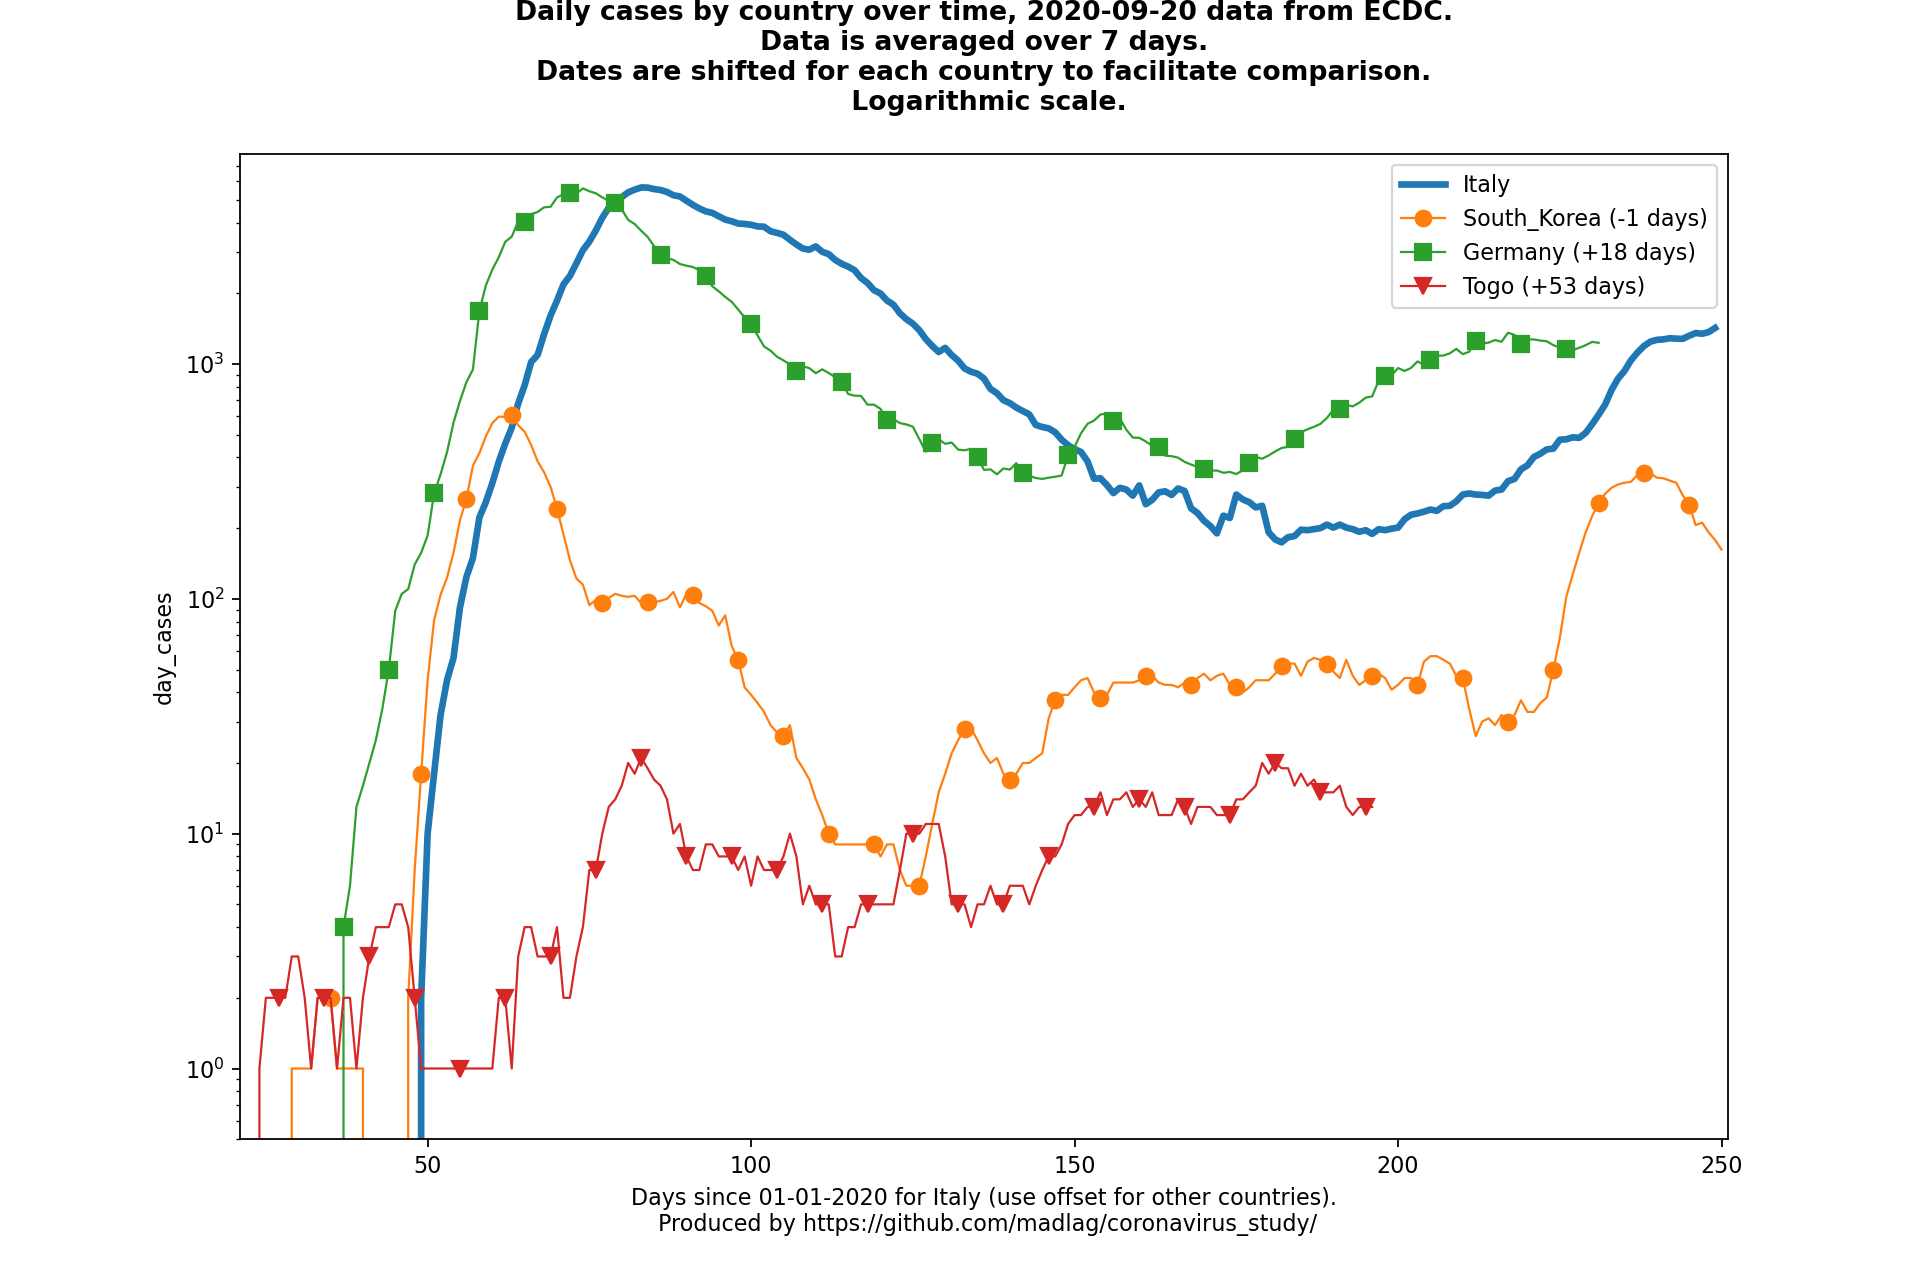 Daily cases by country over time, 2020-09-20 data from ECDC.
Data is averaged over 7 days.
Dates are shifted for each country to facilitate comparison.
Logarithmic scale.
Italy
South_Korea (-1 days)
Germany (+18 days)
Togo (+53 days)
day_cases
10³
10²
10¹
10⁰
50
100
150
200
250
Days since 01-01-2020 for Italy (use offset for other countries).
Produced by https://github.com/madlag/coronavirus_study/